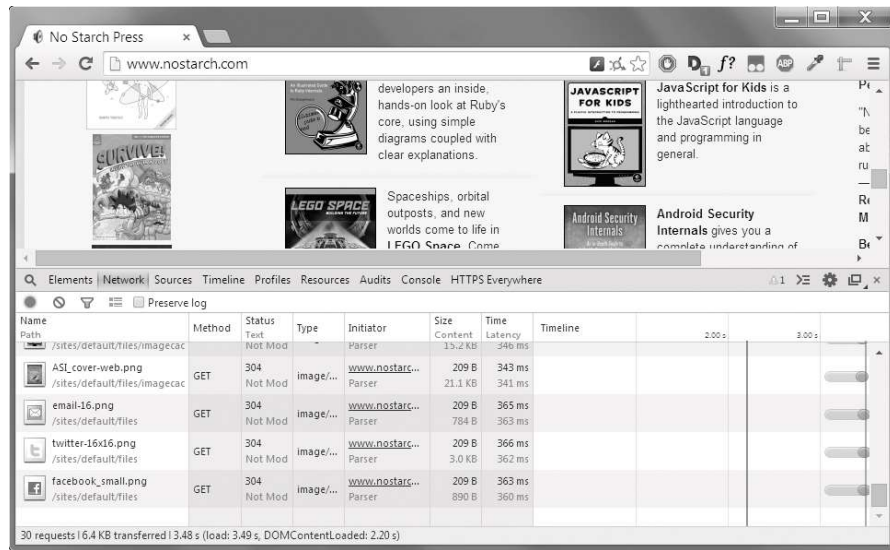 No Starch Press ×
www.nostarch.com
f?
ABP
SURVIVE!
developers an inside,
hands-on look at Ruby's
core, using simple
diagrams coupled with
clear explanations.
JAVASCRIPT
FOR KIDS
JavaScript for Kids is a
lighthearted introduction to
the JavaScript language
and programming in
general.
LEGO SPACE
BUILDING THE FUTURE
Spaceships, orbital
outposts, and new
worlds come to life in
LEGO Space. Come
Android Security
Internals
Android Security
Internals gives you a
complete understanding of
"N
be
ab
ru
—
Re
M
Be
Elements Network Sources Timeline Profiles Resources Audits Console HTTPS Everywhere
1
Preserve log
Name Method Status Type Initiator Size Time Timeline 2.00 s 3.00 s
Path Text Content Latency
/sites/default/files/imagecac Not Mod Parser 15.2 KB 346 ms
ASI_cover-web.png GET 304 image/... www.nostarc... 209 B 343 ms
/sites/default/files/imagecac Not Mod Parser 21.1 KB 341 ms
email-16.png GET 304 image/... www.nostarc... 209 B 365 ms
/sites/default/files Not Mod Parser 784 B 363 ms
twitter-16x16.png GET 304 image/... www.nostarc... 209 B 366 ms
/sites/default/files Not Mod Parser 3.0 KB 362 ms
facebook_small.png GET 304 image/... www.nostarc... 209 B 363 ms
/sites/default/files Not Mod Parser 890 B 360 ms
30 requests | 6.4 KB transferred | 3.48 s (load: 3.49 s, DOMContentLoaded: 2.20 s)